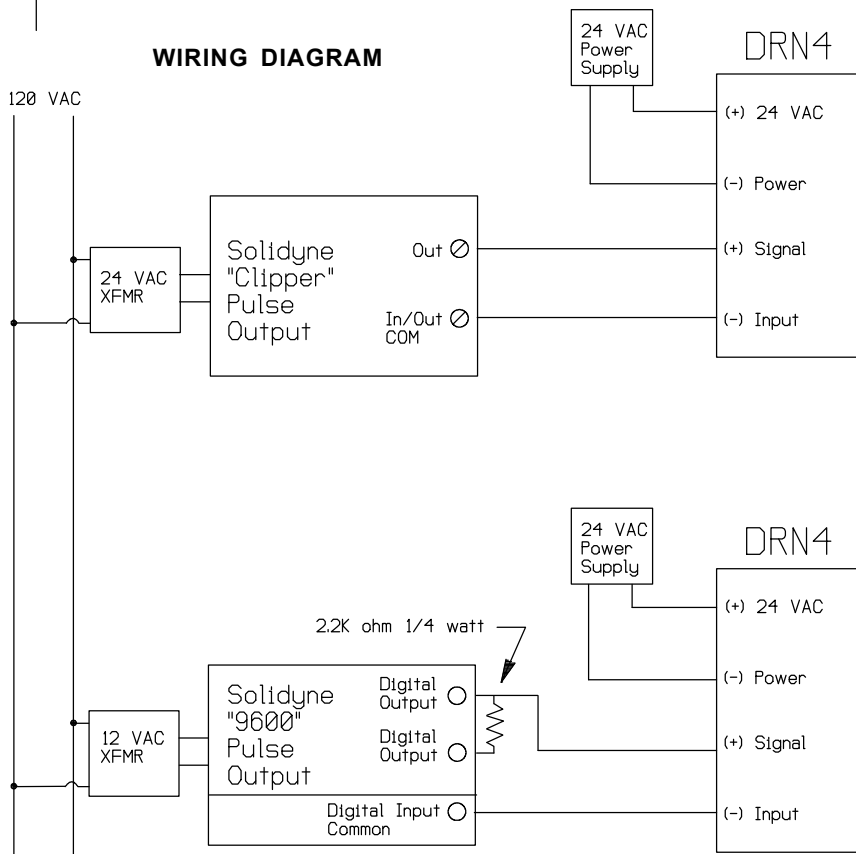 WIRING DIAGRAM
120 VAC
24 VAC
Power
Supply
DRN4
(+) 24 VAC
(-) Power
(+) Signal
(-) Input
24 VAC
XFMR
Solidyne
"Clipper"
Pulse
Output
Out
In/Out
COM
24 VAC
Power
Supply
DRN4
(+) 24 VAC
(-) Power
(+) Signal
(-) Input
2.2K ohm 1/4 watt
12 VAC
XFMR
Solidyne
"9600"
Pulse
Output
Digital
Output
Digital
Output
Digital Input
Common